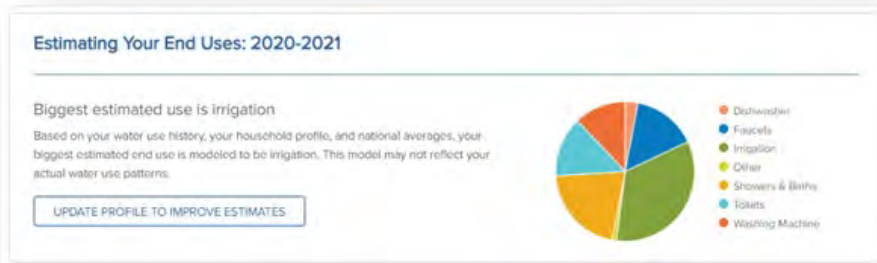 Estimating Your End Uses: 2020-2021
Biggest estimated use is irrigation
Based on your water use history, your household profile, and national averages, your
biggest estimated end use is modeled to be irrigation. This model may not reflect your
actual water use patterns.
UPDATE PROFILE TO IMPROVE ESTIMATES
Dishwasher
Faucets
Irrigation
Other
Showers & Baths
Toilets
Washing Machine